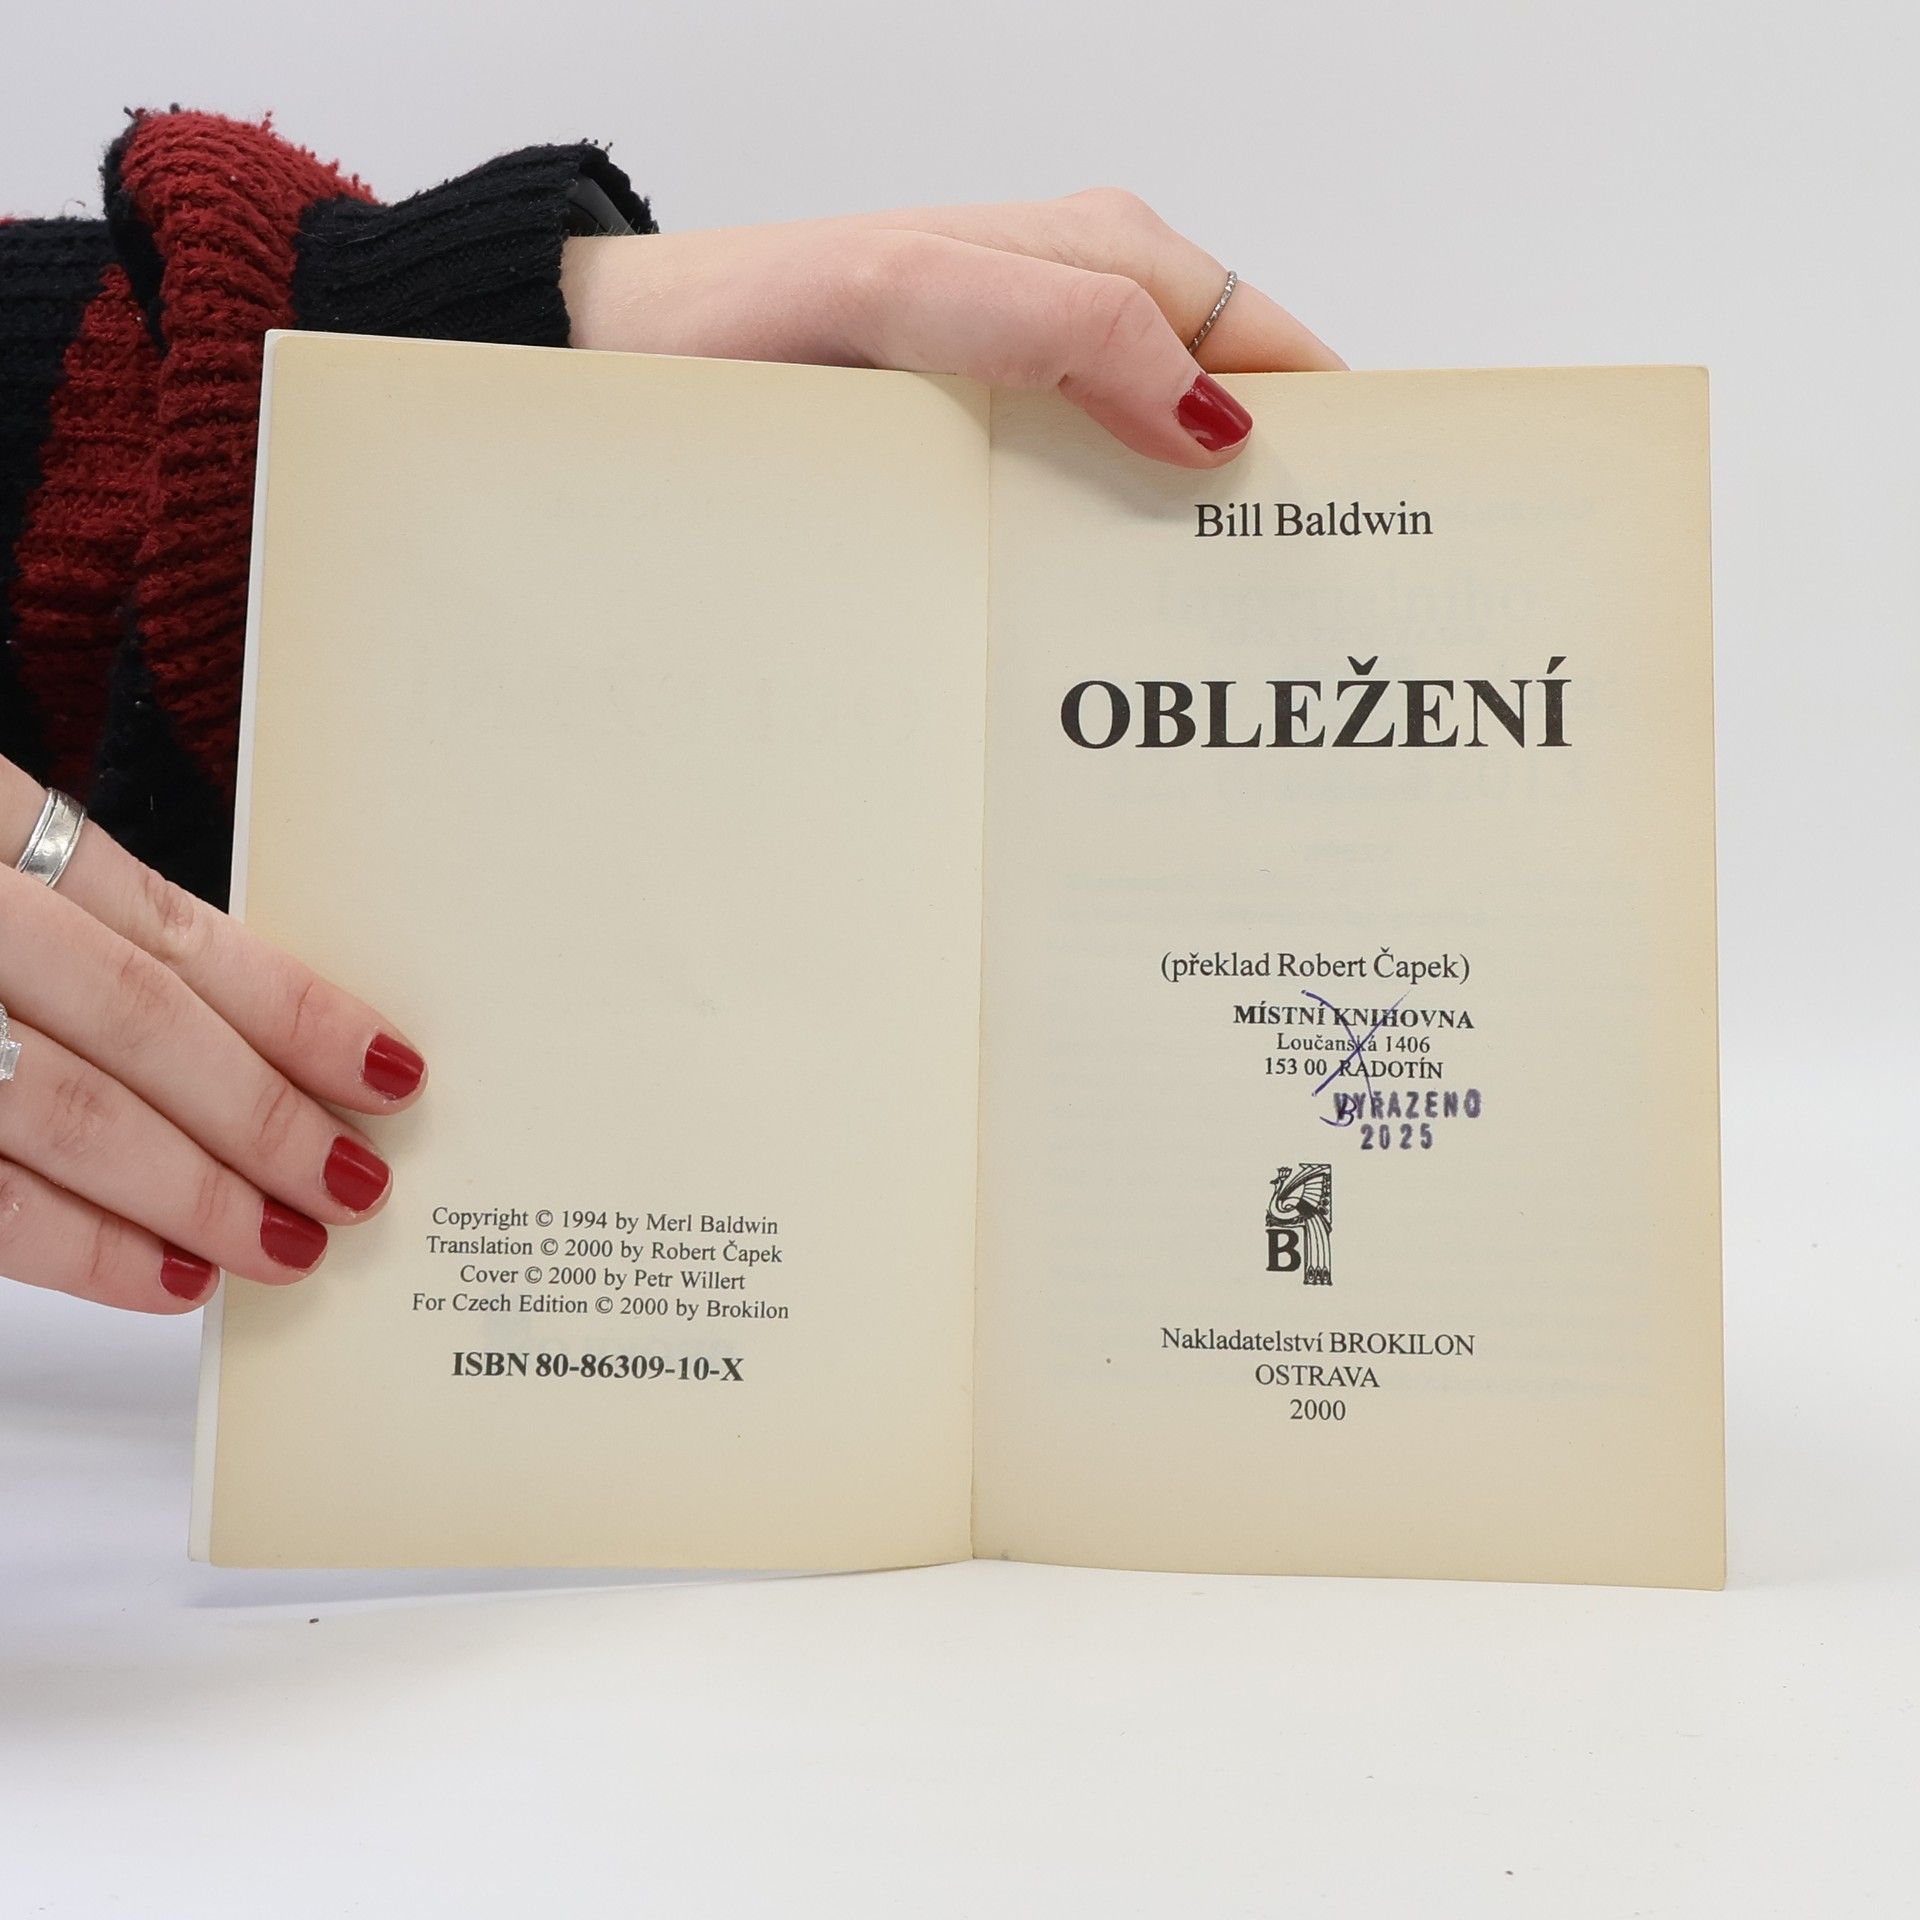 Copyright © 1994 by Merl Baldwin
Translation © 2000 by Robert Čapek
Cover © 2000 by Petr Willert
For Czech Edition © 2000 by Brokilon
ISBN 80-86309-10-X
Bill Baldwin
OBLEŽENÍ
(překlad Robert Čapek)
MÍSTNÍ KNIHOVNA
Loučanská 1406
153 00 RADOTÍN
VYŘAZENO
2025
B
Nakladatelství BROKILON
OSTRAVA
2000